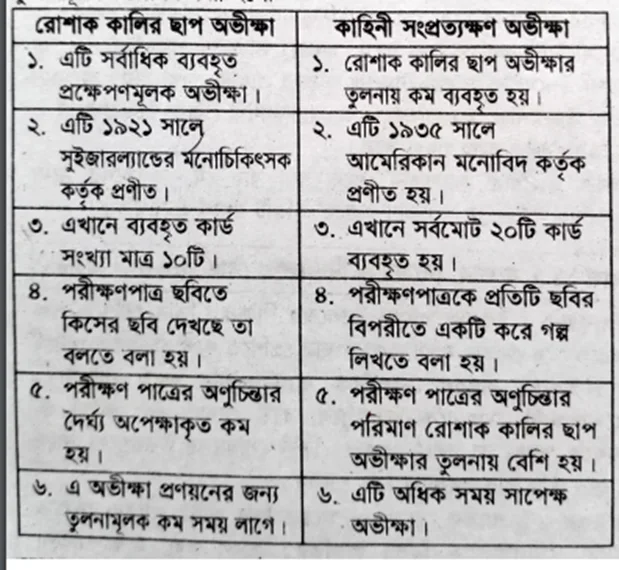 রোশাক কালির ছাপ অভীক্ষা
কাহিনী সংপ্রত্যক্ষণ অভীক্ষা
১. এটি সর্বাধিক ব্যবহৃত
প্রক্ষেপণমূলক অভীক্ষা।
১. রোশাক কালির ছাপ অভীক্ষার
তুলনায় কম ব্যবহৃত হয়।
২. এটি ১৯২১ সালে
সুইজারল্যান্ডের মনোচিকিৎসক
কর্তৃক প্রণীত।
২. এটি ১৯৩৫ সালে
আমেরিকান মনোবিদ কর্তৃক
প্রণীত হয়।
৩. এখানে ব্যবহৃত কার্ড
সংখ্যা মাত্র ১০টি।
৩. এখানে সর্বমোট ২০টি কার্ড
ব্যবহৃত হয়।
৪. পরীক্ষণপাত্র ছবিতে
কিসের ছবি দেখছে তা
বলতে বলা হয়।
৪. পরীক্ষণপাত্রকে প্রতিটি ছবির
বিপরীতে একটি করে গল্প
লিখতে বলা হয়।
৫. পরীক্ষণ পাত্রের অণুচিন্তার
দৈর্ঘ্য অপেক্ষাকৃত কম
হয়।
৫. পরীক্ষণ পাত্রের অণুচিন্তার
পরিমাণ রোশাক কালির ছাপ
অভীক্ষার তুলনায় বেশি হয়।
৬. এ অভীক্ষা প্রণয়নের জন্য
তুলনামূলক কম সময় লাগে।
৬. এটি অধিক সময় সাপেক্ষ
অভীক্ষা।